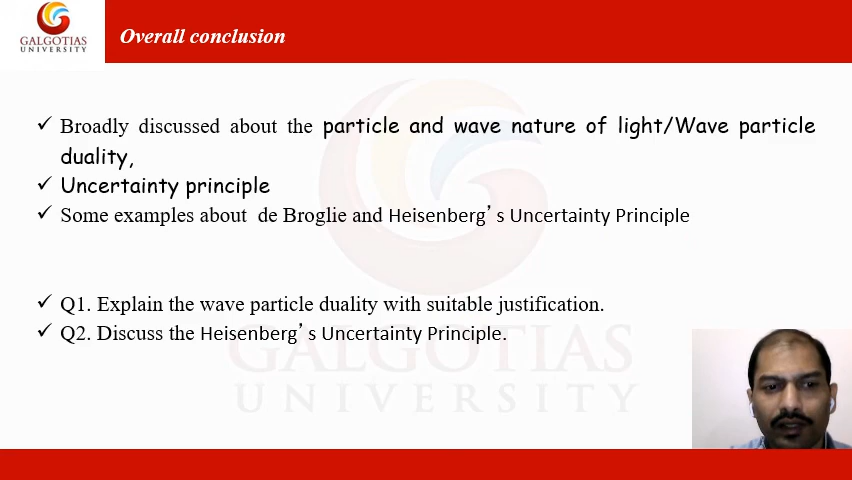 GALGOTIAS
UNIVERSITY
Overall conclusion
✓ Broadly discussed about the particle and wave nature of light/Wave particle
duality,
✓ Uncertainty principle
✓ Some examples about de Broglie and Heisenberg's Uncertainty Principle
✓ Q1. Explain the wave particle duality with suitable justification.
✓ Q2. Discuss the Heisenberg's Uncertainty Principle.
GALGOTIAS
UNIVERSITY